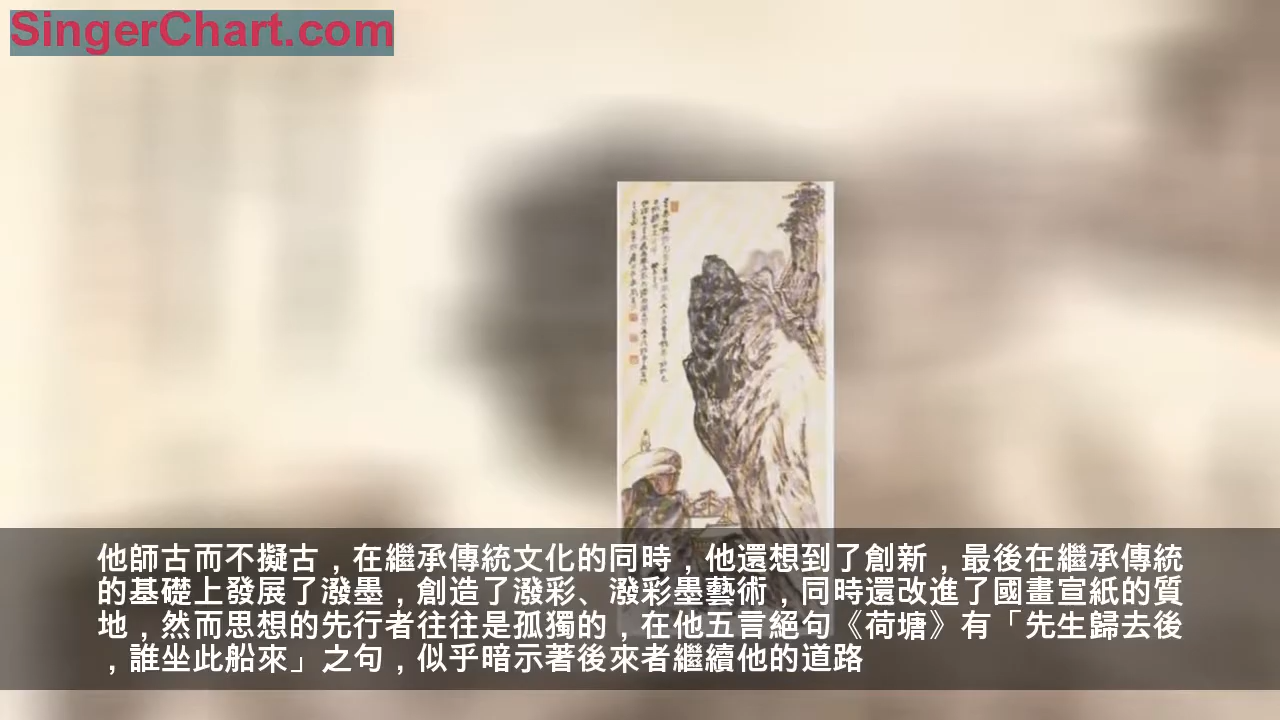 SingerChart.com
他師古而不擬古，在繼承傳統文化的同時，他還想到了創新，最後在繼承傳統
的基礎上發展了潑墨，創造了潑彩、潑彩墨藝術，同時還改進了國畫宣紙的質
地，然而思想的先行者往往是孤獨的，在他五言絕句《荷塘》有「先生歸去後
，誰坐此船來」之句，似乎暗示著後來者繼續他的道路